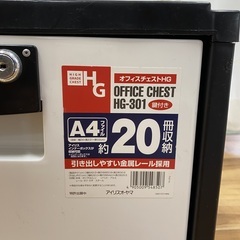 HIGH
GRADE
CHEST
HG
オフィスチェストHG
OFFICE CHEST
HG-301
鍵付き
A4
ファイル
約20冊収納
引き出しやすい金属レール採用
アイリスオーヤマ